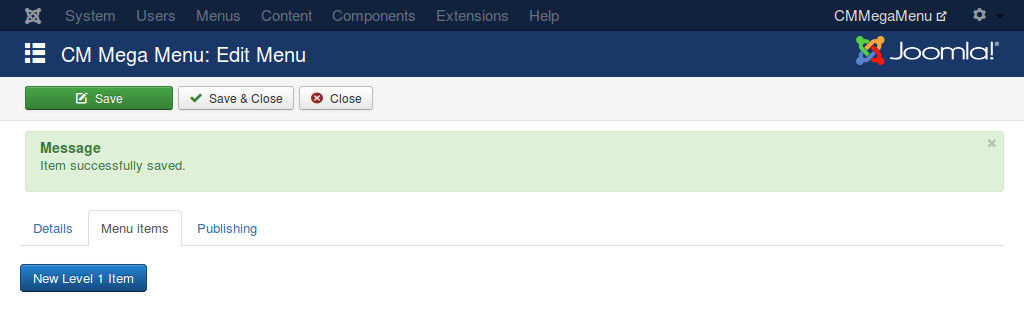 System Users Menus Content Components Extensions Help CMMegaMenu
CM Mega Menu: Edit Menu Joomla!®
Save Save & Close Close
Message
Item successfully saved.
Details Menu items Publishing
New Level 1 Item